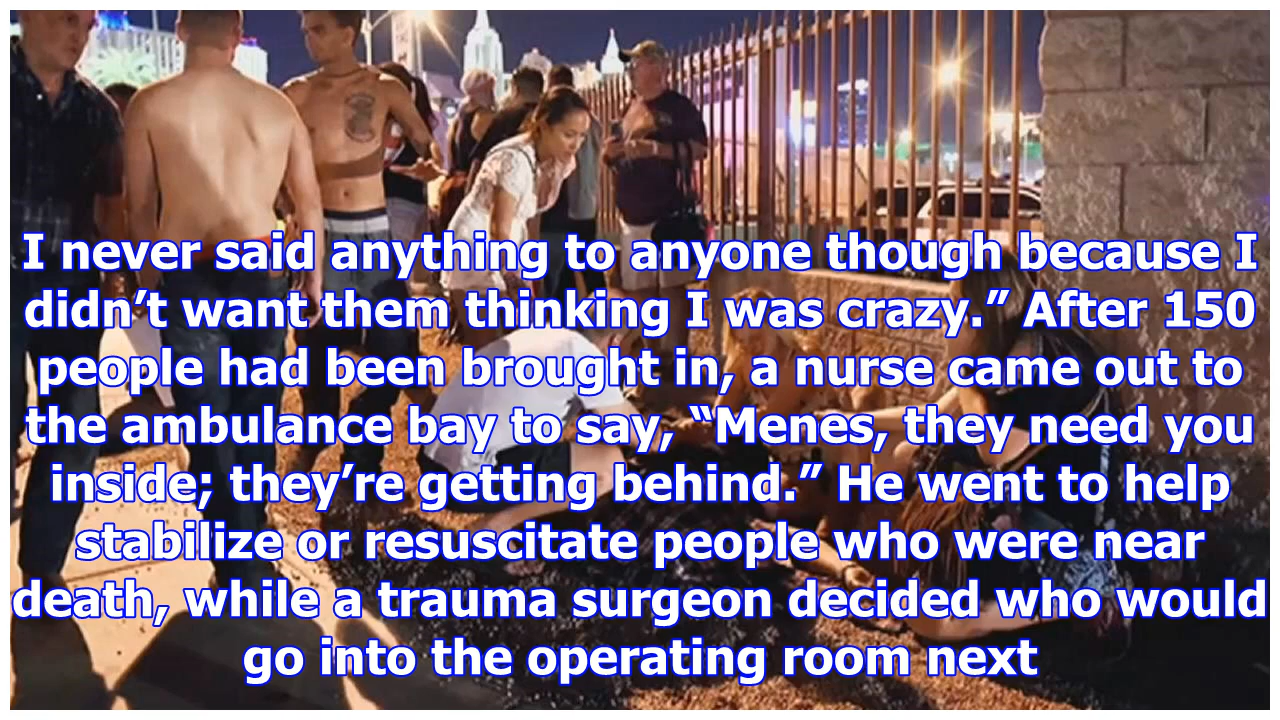 I never said anything to anyone though because I
didn’t want them thinking I was crazy.” After 150
people had been brought in, a nurse came out to
the ambulance bay to say, “Menes, they need you
inside; they’re getting behind.” He went to help
stabilize or resuscitate people who were near
death, while a trauma surgeon decided who would
go into the operating room next